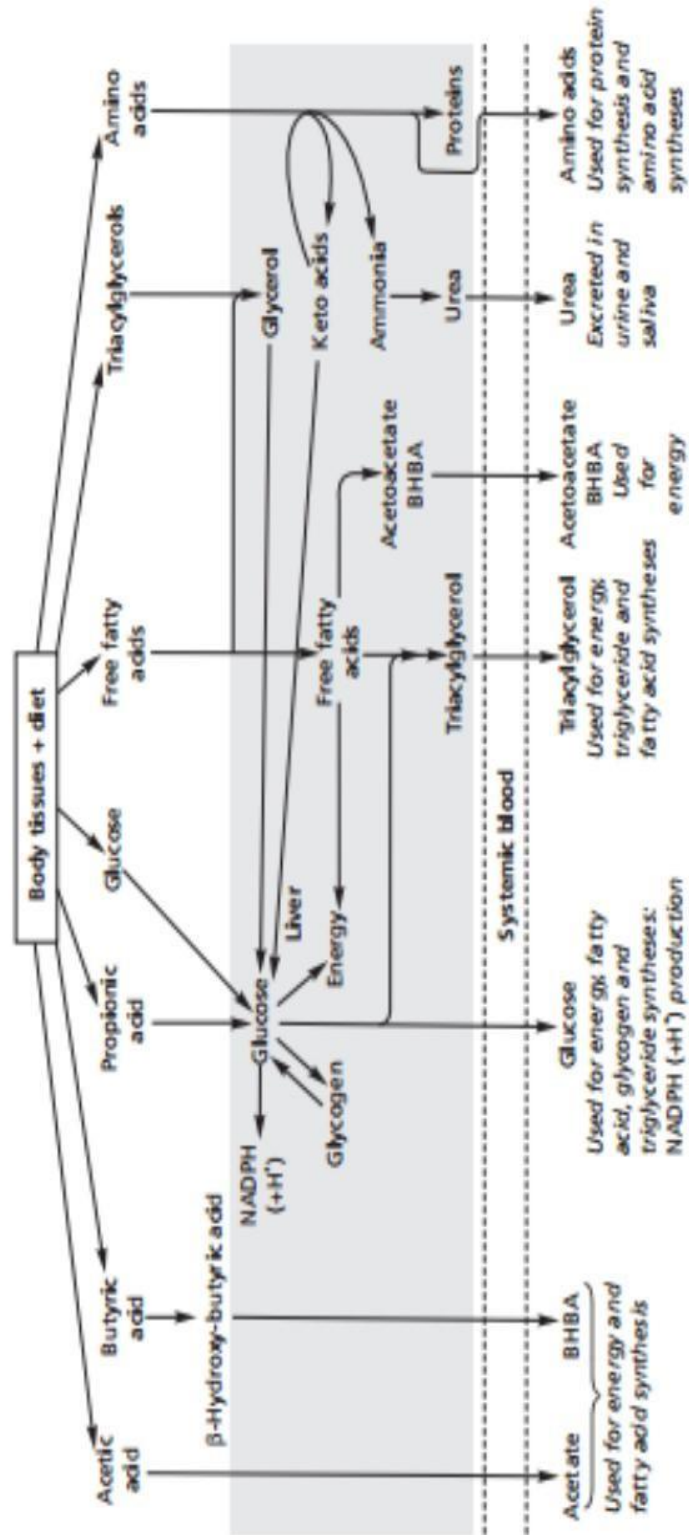 Body tissues + diet
Acetic
acid
Butyric
acid
Propionic
acid
Glucose
Free fatty
acids
Triacylglycerols
Amino
acids
β-Hydroxy-butyric acid
NADPH
(+H⁺)
Glucose
Glycogen
Liver
Energy
Free fatty
acids
Glycerol
Keto acids
Ammonia
Acetoacetate
BHBA
Triacylglycerol
Urea
Proteins
Systemic blood
Acetate
BHBA
Used for energy and
fatty acid synthesis
Glucose
Used for energy, fatty
acid, glycogen and
triglyceride syntheses:
NADPH (+H⁺) production
Triacylglycerol
Used for energy,
triglyceride and
fatty acid syntheses
Acetoacetate
BHBA Used
for
energy
Urea
Excreted in
urine and
saliva
Amino acids
Used for protein
synthesis and
amino acid
syntheses